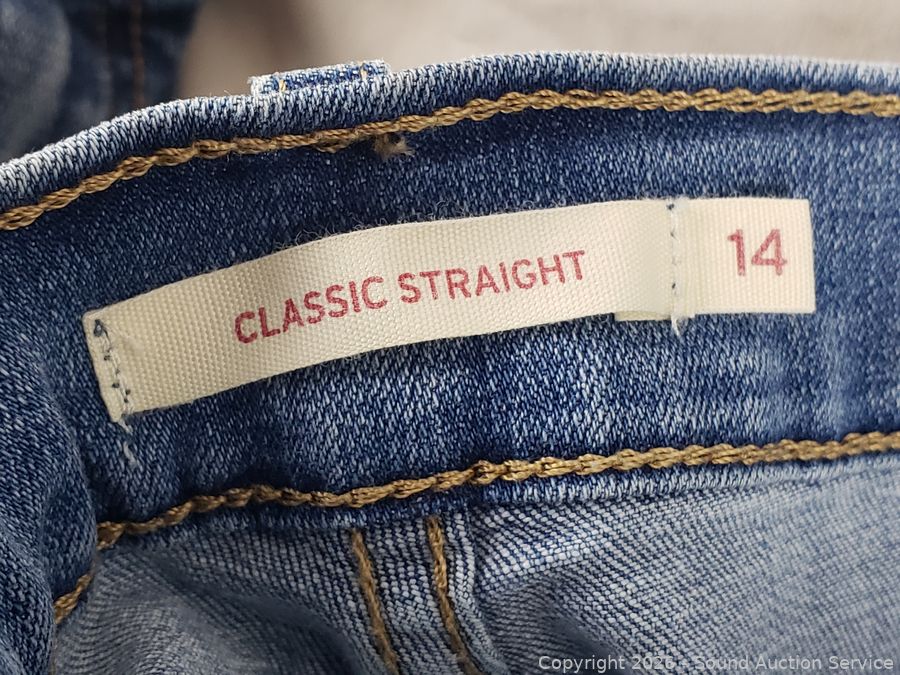 CLASSIC STRAIGHT
14
Copyright 2026 - Sound Auction Service